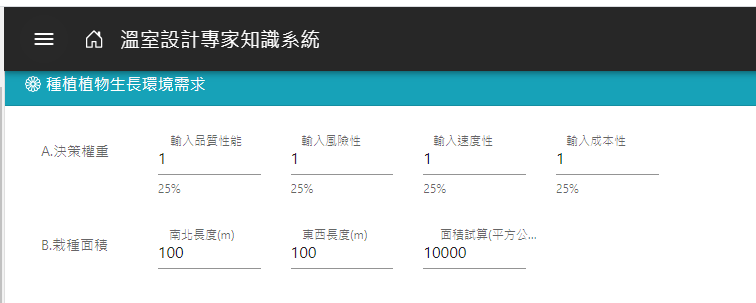 溫室設計專家知識系統
種植植物生長環境需求
A.決策權重
輸入品質性能
1
25%
輸入風險性
1
25%
輸入速度性
1
25%
輸入成本性
1
25%
B.栽種面積
南北長度(m)
100
東西長度(m)
100
面積試算(平方公...
10000